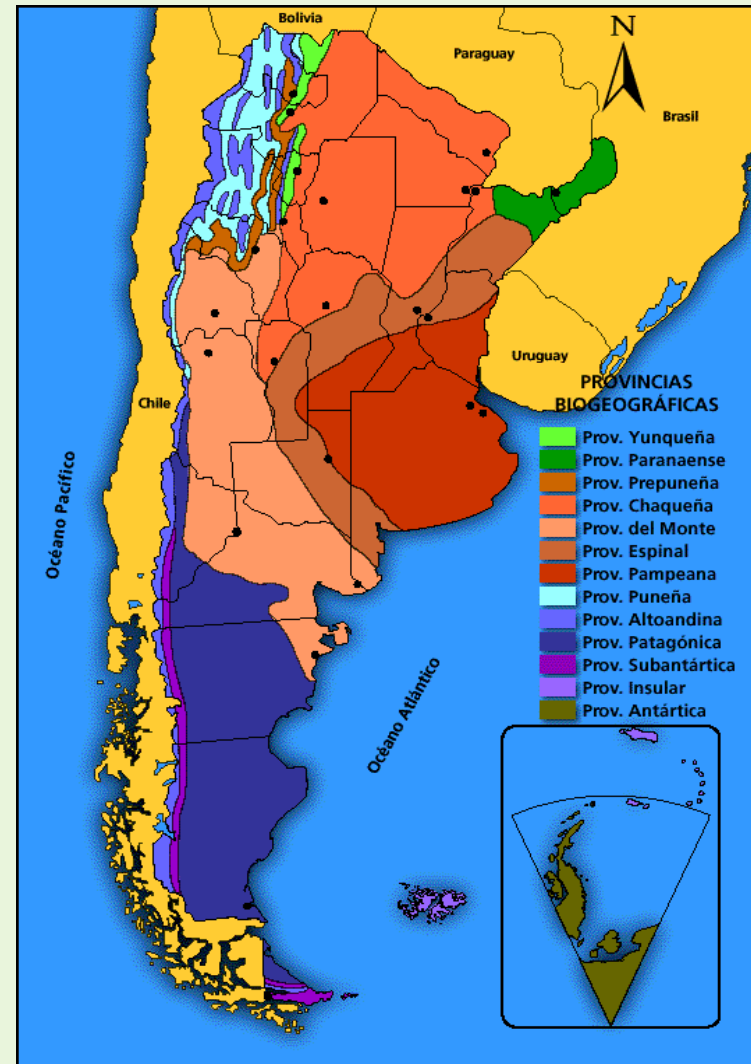 Bolivia
N
Paraguay
Brasil
Uruguay
Chile
Océano Pacífico
Océano Atlántico
PROVINCIAS
BIOGEOGRÁFICAS
Prov. Yunqueña
Prov. Paranaense
Prov. Prepuneña
Prov. Chaqueña
Prov. del Monte
Prov. Espinal
Prov. Pampeana
Prov. Puneña
Prov. Altoandina
Prov. Patagónica
Prov. Subantártica
Prov. Insular
Prov. Antártica